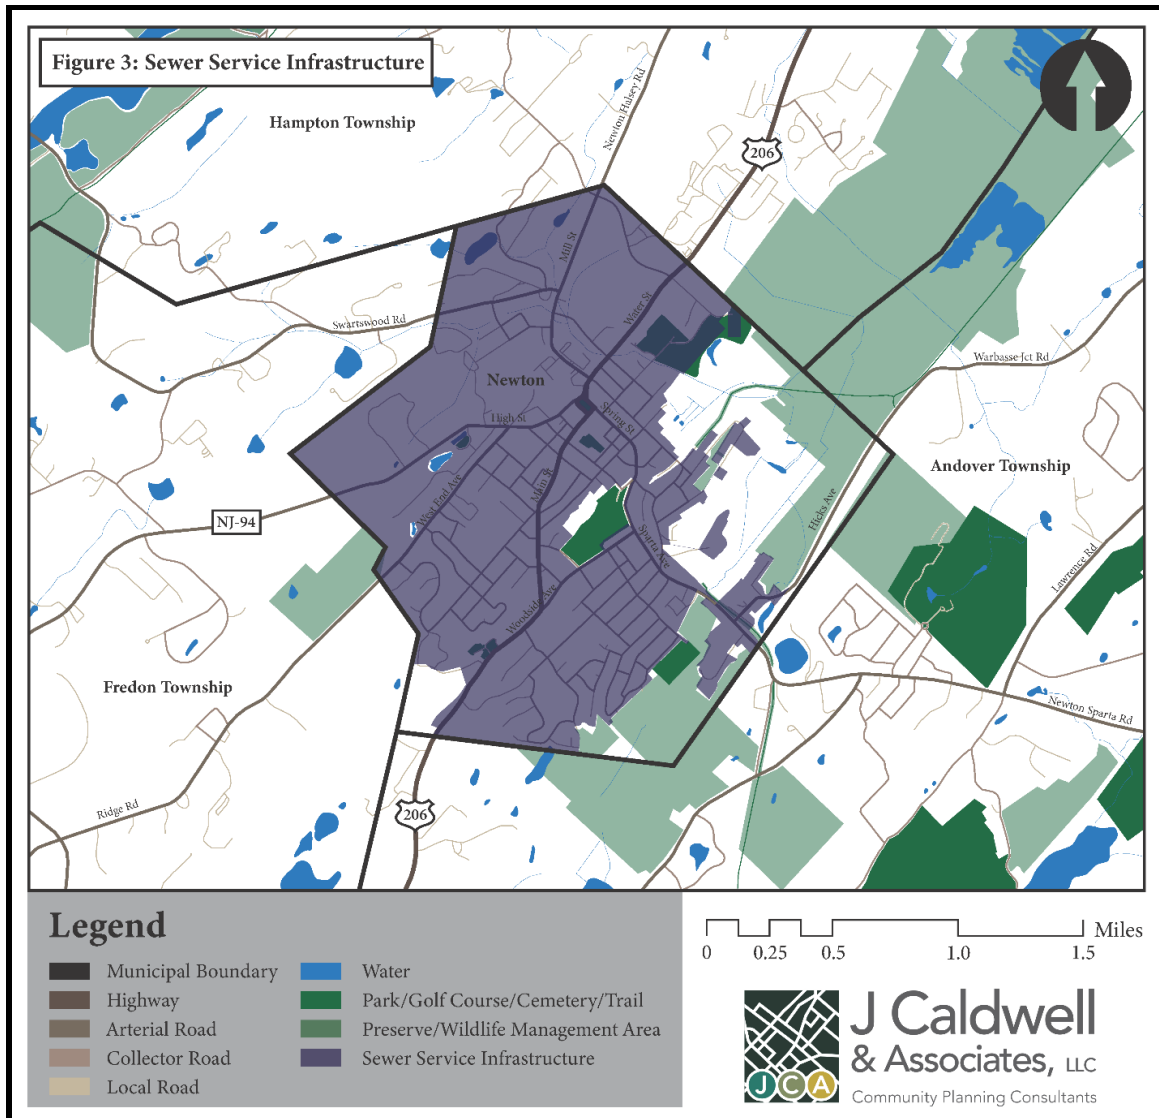 Figure 3: Sewer Service Infrastructure
Hampton Township
Newton Halsey Rd
206
Mill St
Water St
Swartswood Rd
Warbasse Jct Rd
Newton
High St
Spring St
Andover Township
West End Ave
Main St
NJ-94
Hicks Ave
Sparta Ave
Lawrence Rd
Woodside Ave
Fredon Township
Newton Sparta Rd
Ridge Rd
206
Legend
Municipal Boundary
Highway
Arterial Road
Collector Road
Local Road
Water
Park/Golf Course/Cemetery/Trail
Preserve/Wildlife Management Area
Sewer Service Infrastructure
Miles
0 0.25 0.5 1.0 1.5
JCA
J Caldwell
& Associates, LLC
Community Planning Consultants